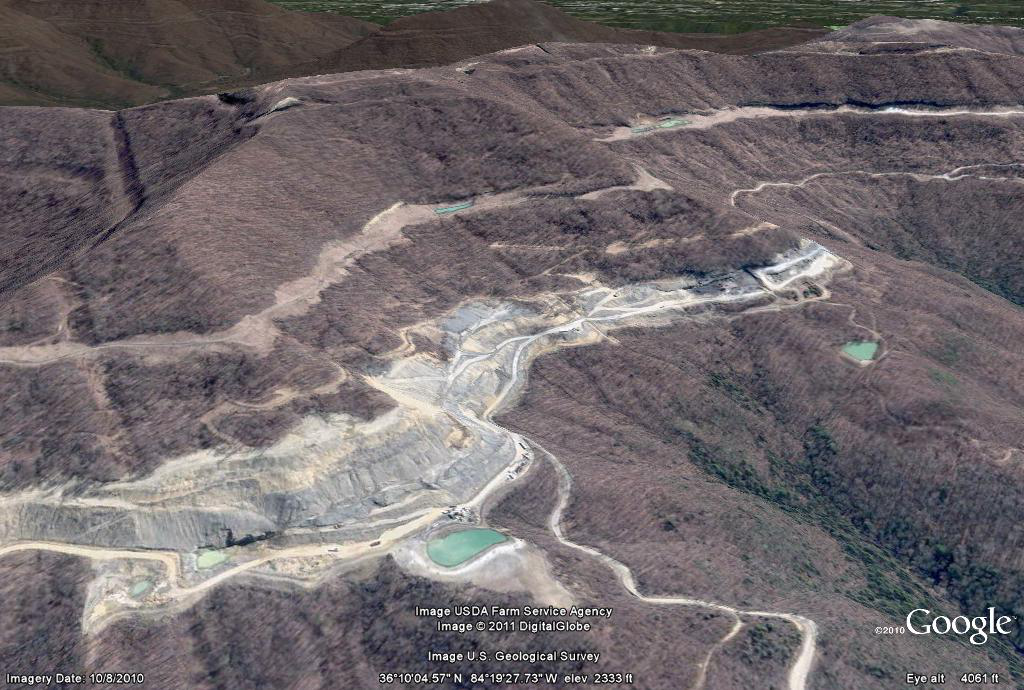 Image USDA Farm Service Agency
Image © 2011 DigitalGlobe
Image U.S. Geological Survey
©2010 Google
Imagery Date: 10/8/2010
36°10'04.57" N 84°19'27.73" W elev 2333 ft
Eye alt 4061 ft